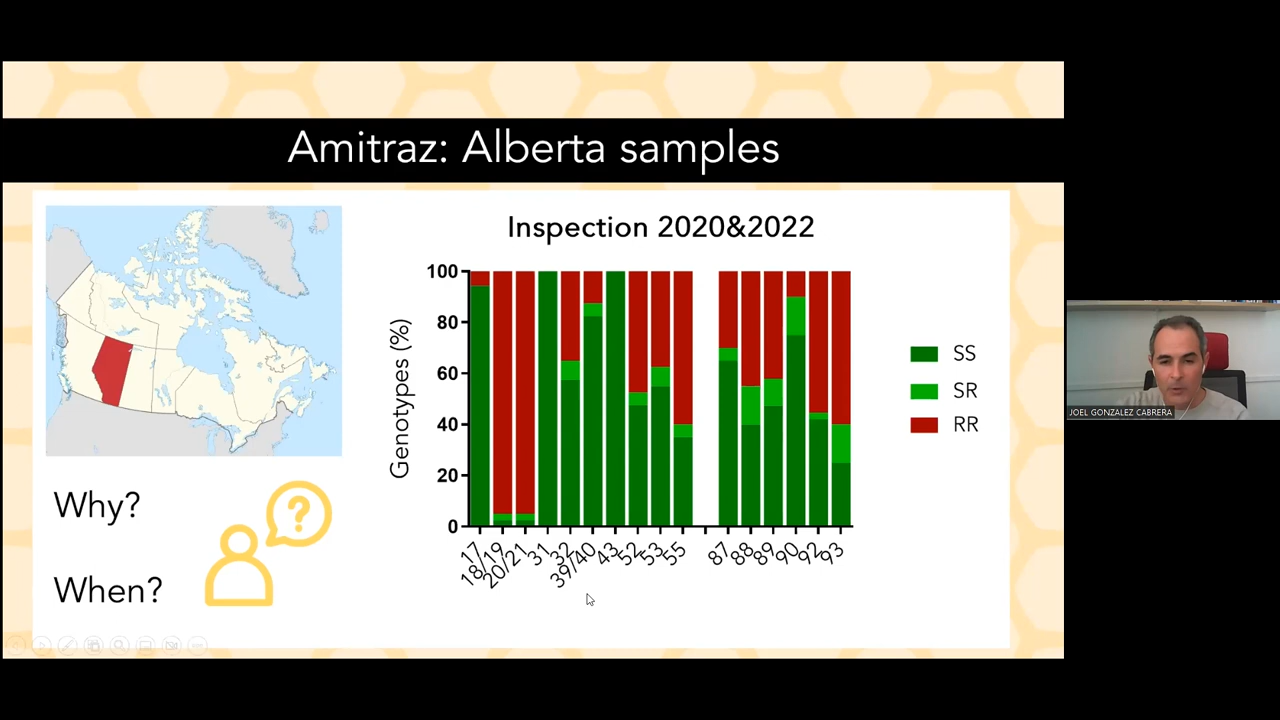 Amitraz: Alberta samples
Inspection 2020&2022
Genotypes (%)
100
80
60
40
20
0
17
18/19
20/21
31
32
39/40
43
52
53
55
87
88
89
90
92
93
SS
SR
RR
Why?
?
When?
JOEL GONZALEZ CABRERA